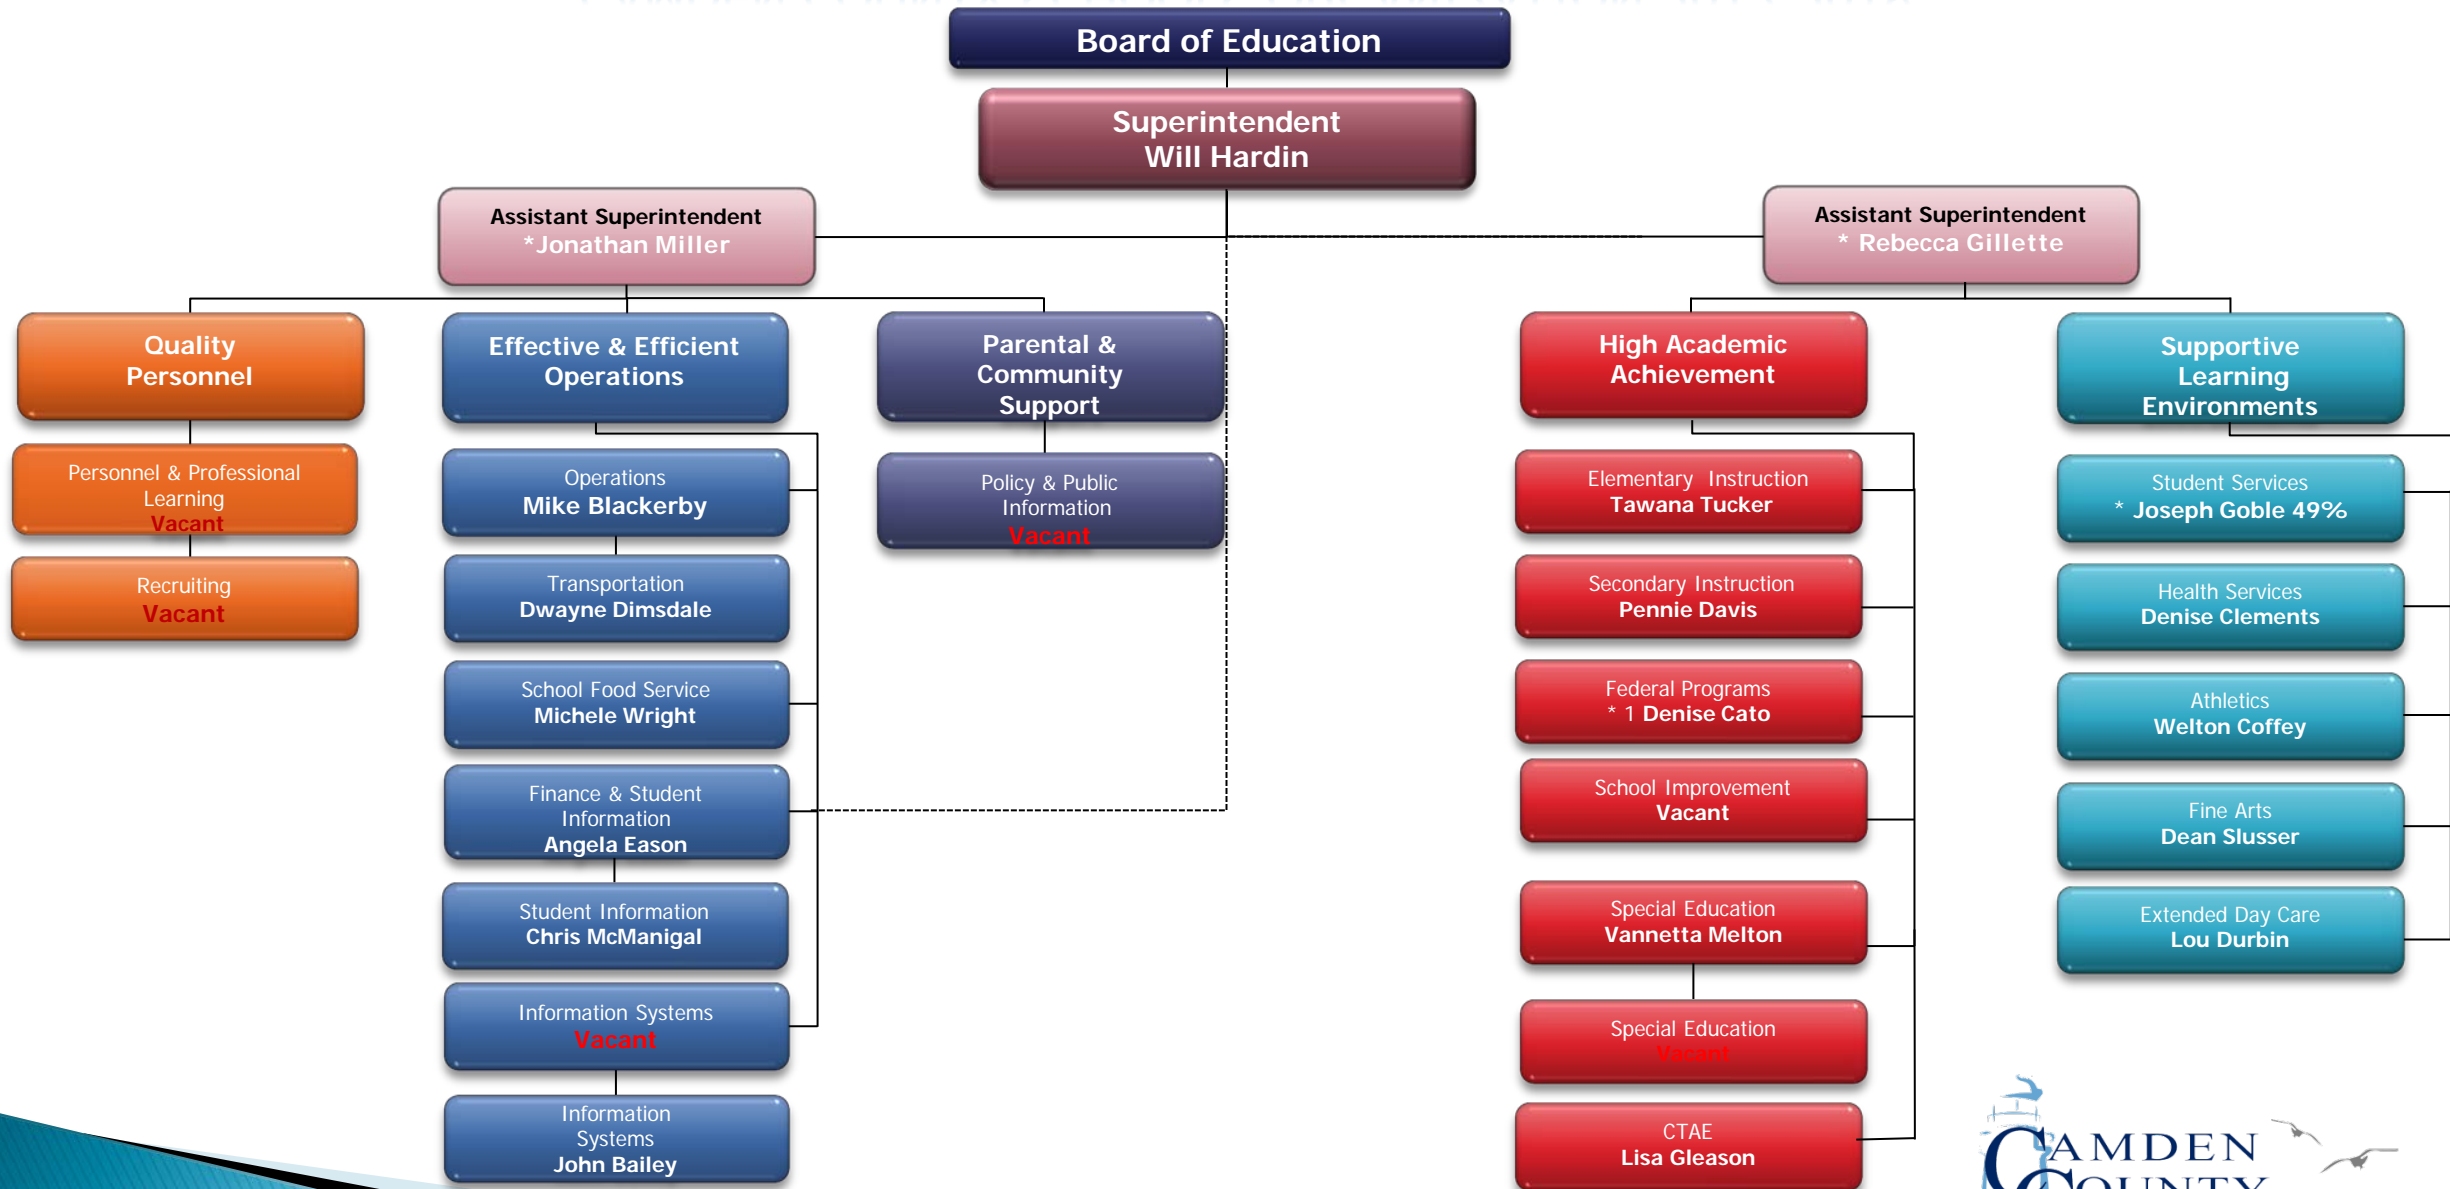 Board of Education
Superintendent
Will Hardin
Assistant Superintendent
*Jonathan Miller
Assistant Superintendent
* Rebecca Gillette
Quality
Personnel
Personnel & Professional
Learning
Vacant
Recruiting
Vacant
Effective & Efficient
Operations
Operations
Mike Blackerby
Transportation
Dwayne Dimsdale
School Food Service
Michele Wright
Finance & Student
Information
Angela Eason
Student Information
Chris McManigal
Information Systems
Vacant
Information
Systems
John Bailey
Parental &
Community
Support
Policy & Public
Information
Vacant
High Academic
Achievement
Elementary Instruction
Tawana Tucker
Secondary Instruction
Pennie Davis
Federal Programs
* 1 Denise Cato
School Improvement
Vacant
Special Education
Vannetta Melton
Special Education
Vacant
CTAE
Lisa Gleason
Supportive
Learning
Environments
Student Services
* Joseph Goble 49%
Health Services
Denise Clements
Athletics
Welton Coffey
Fine Arts
Dean Slusser
Extended Day Care
Lou Durbin
CAMDEN
COUNTY